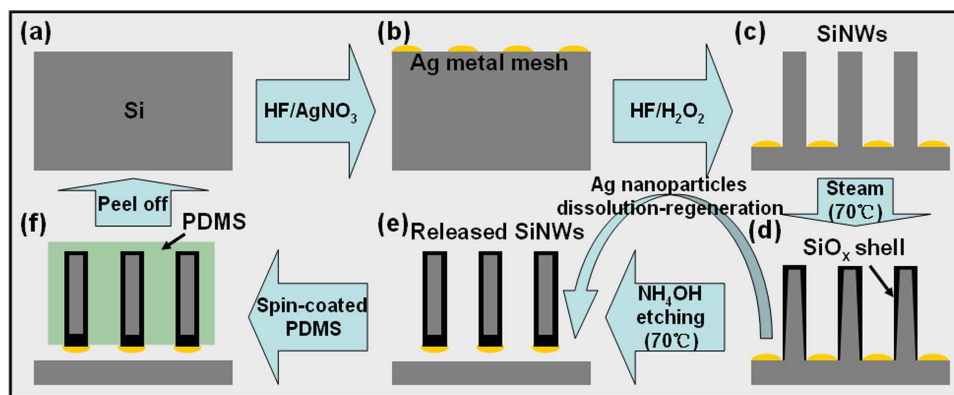 (a)
Si
HF/AgNO₃
(b)
Ag metal mesh
HF/H₂O₂
(c)
SiNWs
Steam
(70℃)
(d)
SiOₓ shell
Ag nanoparticles
dissolution-regeneration
NH₄OH
etching
(70℃)
(e)
Released SiNWs
Spin-coated
PDMS
(f)
PDMS
Peel off